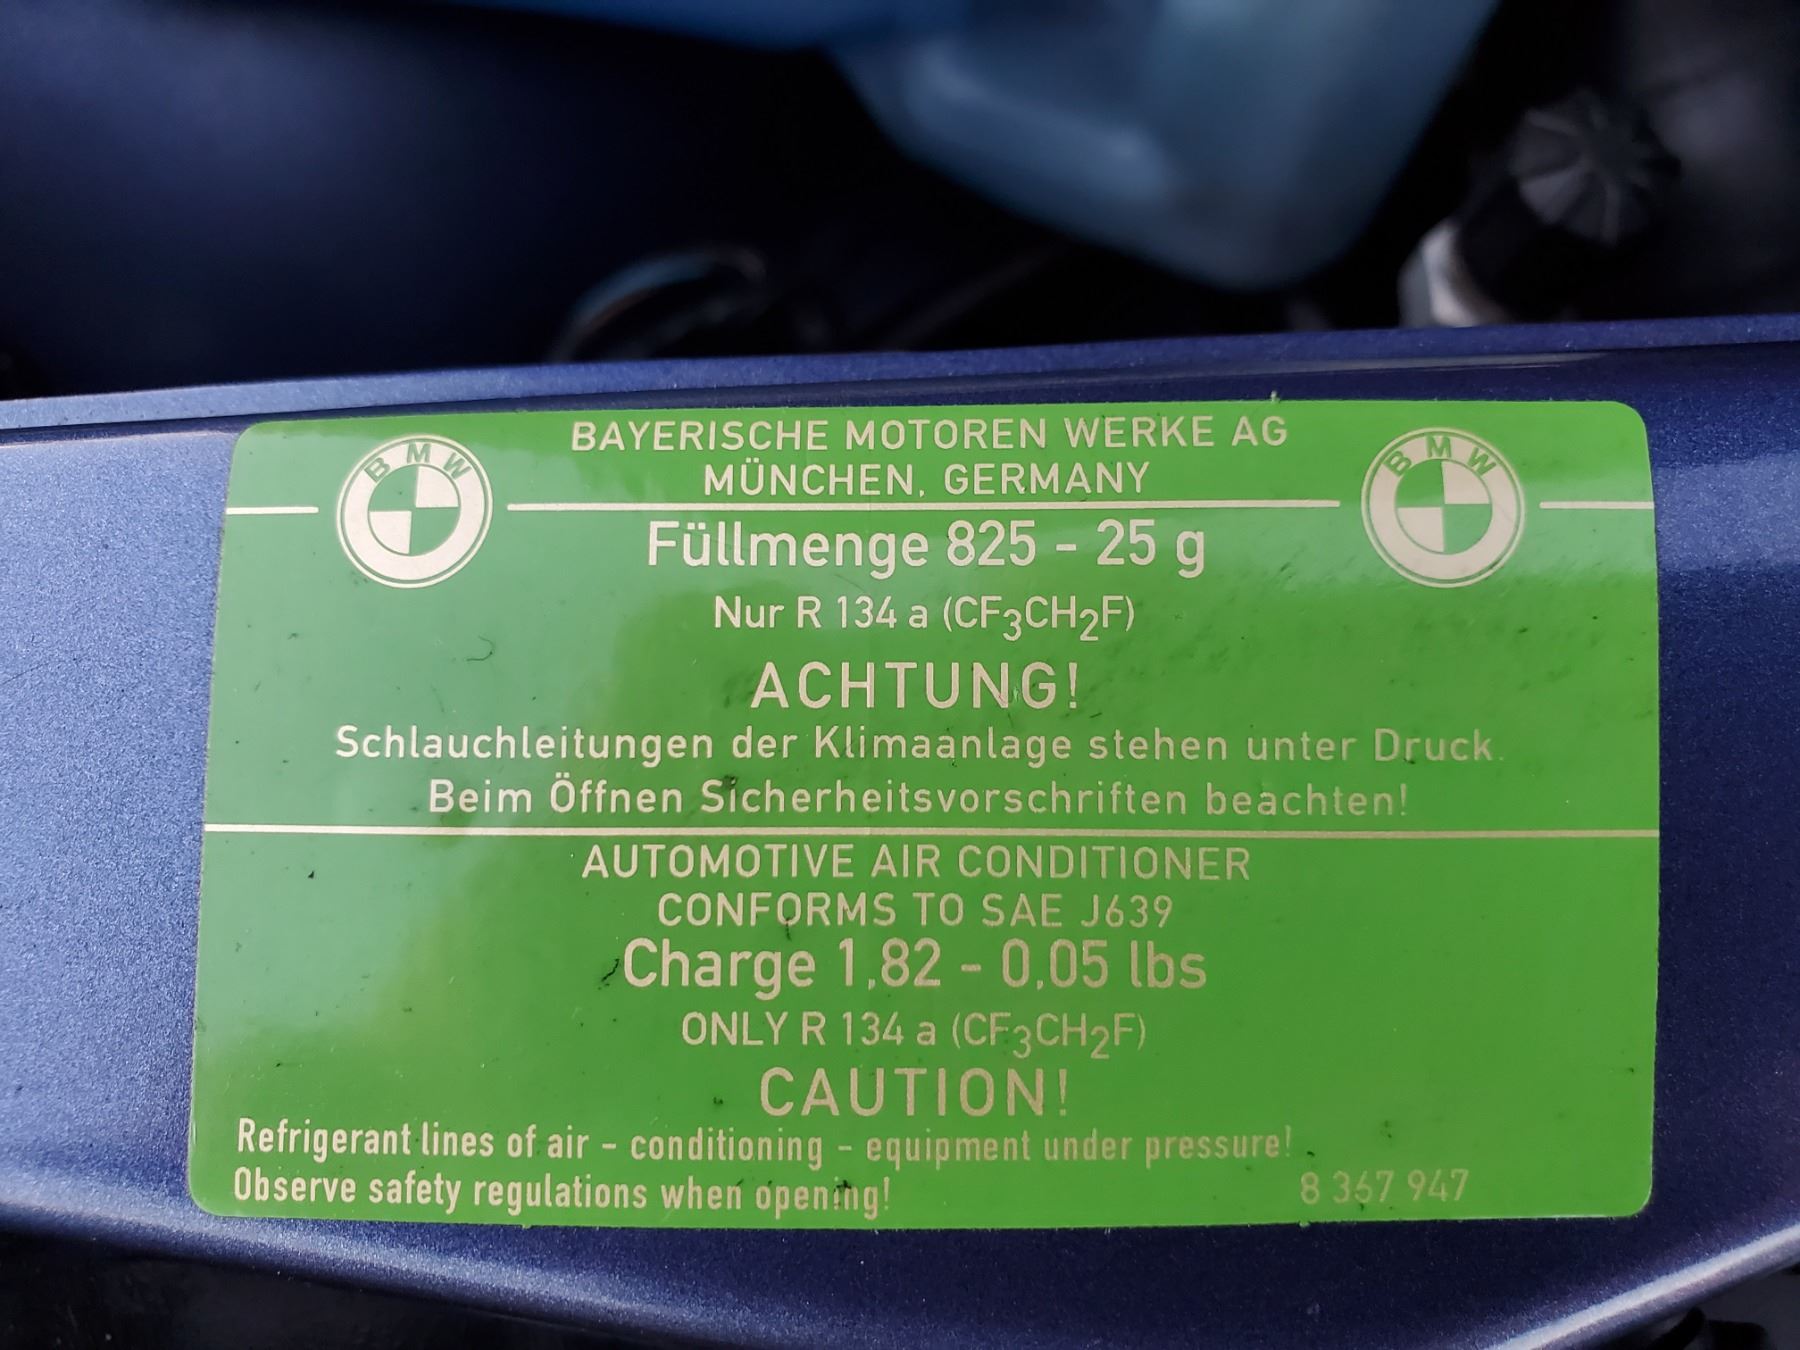 BAYERISCHE MOTOREN WERKE AG
MÜNCHEN, GERMANY
BMW
BMW
Füllmenge 825 - 25 g
Nur R 134 a (CF₃CH₂F)
ACHTUNG!
Schlauchleitungen der Klimaanlage stehen unter Druck.
Beim Öffnen Sicherheitsvorschriften beachten!
AUTOMOTIVE AIR CONDITIONER
CONFORMS TO SAE J639
Charge 1,82 - 0,05 lbs
ONLY R 134 a (CF₃CH₂F)
CAUTION!
Refrigerant lines of air - conditioning - equipment under pressure!
Observe safety regulations when opening!
8 367 947